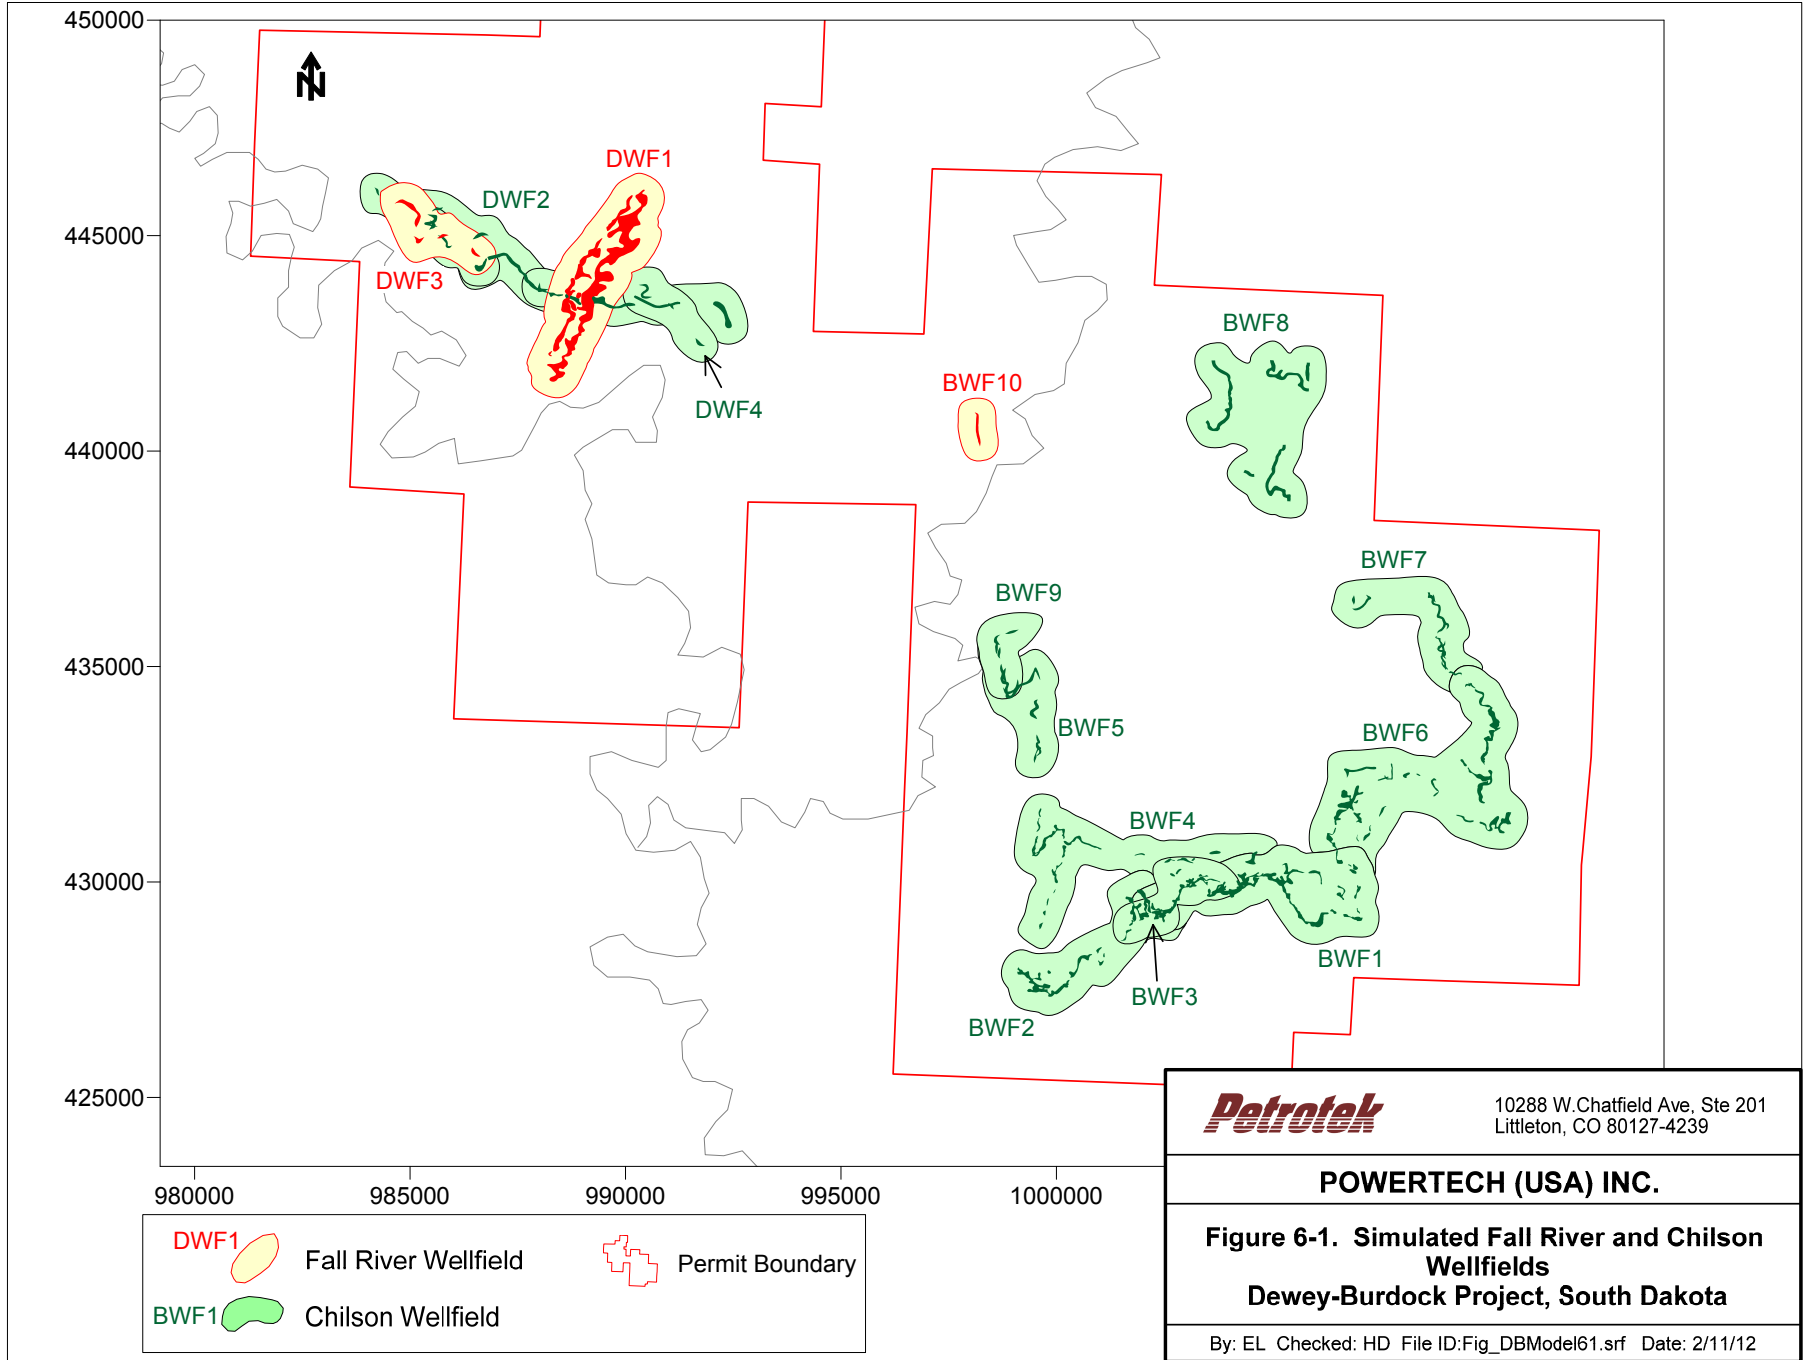 450000
445000
440000
435000
430000
425000
980000
985000
990000
995000
1000000
N
DWF1
DWF2
DWF3
DWF4
BWF8
BWF10
BWF7
BWF9
BWF5
BWF6
BWF4
BWF1
BWF3
BWF2
DWF1
Fall River Wellfield
Permit Boundary
BWF1
Chilson Wellfield
Petrotek
10288 W.Chatfield Ave, Ste 201
Littleton, CO 80127-4239
POWERTECH (USA) INC.
Figure 6-1. Simulated Fall River and Chilson
Wellfields
Dewey-Burdock Project, South Dakota
By: EL Checked: HD File ID:Fig_DBModel61.srf Date: 2/11/12